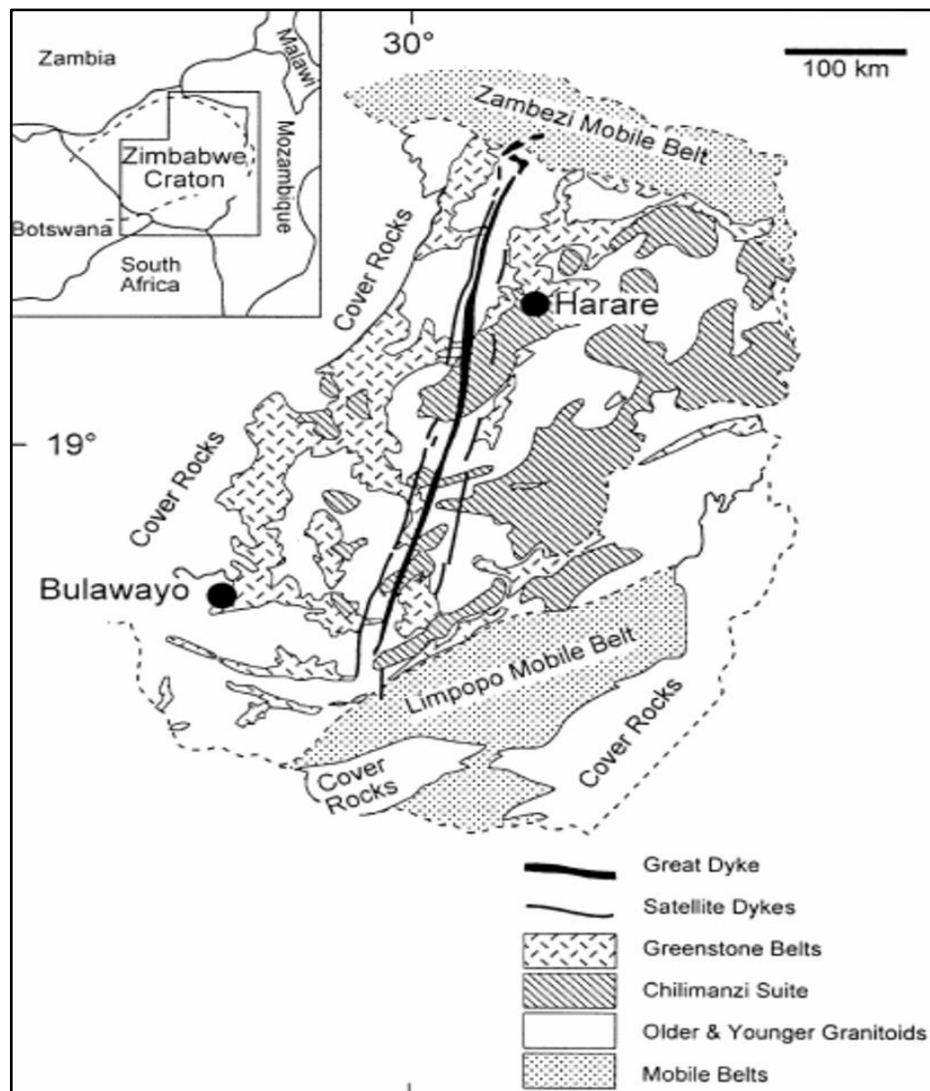 30°
100 km
Zambia
Malawi
Mozambique
Zimbabwe
Craton
Botswana
South
Africa
Zambezi Mobile Belt
Cover Rocks
Harare
19°
Cover Rocks
Bulawayo
Limpopo Mobile Belt
Cover Rocks
Cover
Rocks
Great Dyke
Satellite Dykes
Greenstone Belts
Chilimanzi Suite
Older & Younger Granitoids
Mobile Belts